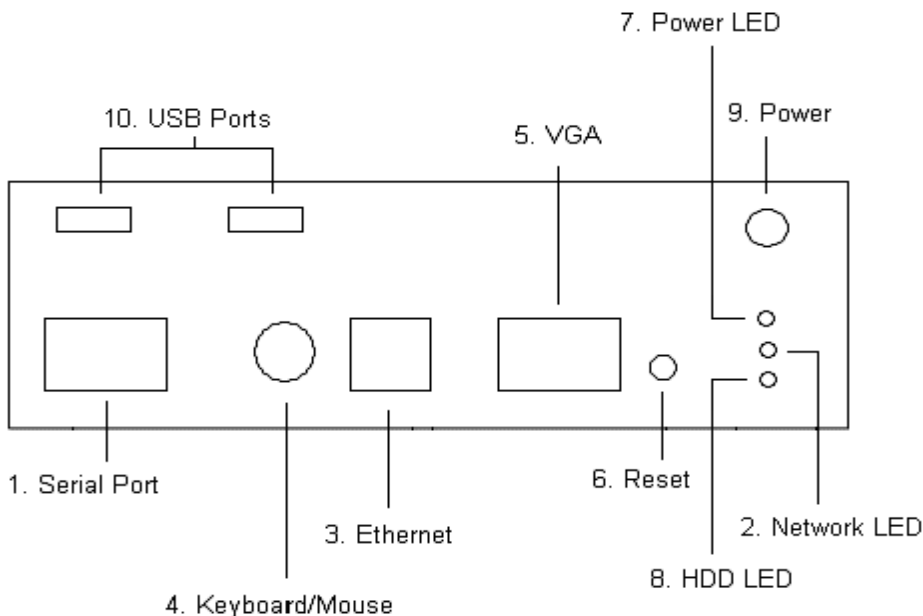 7. Power LED
10. USB Ports
5. VGA
9. Power
1. Serial Port
6. Reset
3. Ethernet
2. Network LED
8. HDD LED
4. Keyboard/Mouse